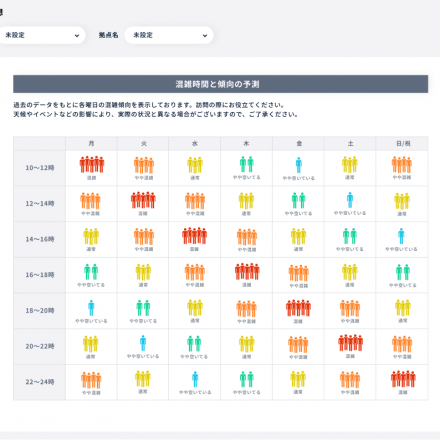 想
未設定
拠点名
未設定
混雑時間と傾向の予測
過去のデータをもとに各曜日の混雑傾向を表示しております。訪問の際にお役立てください。
天候やイベントなどの影響により、実際の状況と異なる場合がございますので、ご了承ください。
月 火 水 木 金 土 日/祝
10〜12時 混雑 やや混雑 通常 やや空いてる やや空いている 通常 やや混雑
12〜14時 やや混雑 混雑 やや混雑 通常 やや空いてる やや空いている 通常
14〜16時 通常 やや混雑 混雑 やや混雑 通常 やや空いてる やや空いている
16〜18時 やや空いてる 通常 やや混雑 混雑 やや混雑 通常 やや空いてる
18〜20時 やや空いている やや空いてる 通常 やや混雑 混雑 やや混雑 通常
20〜22時 通常 やや空いている やや空いてる 通常 やや混雑 混雑 やや混雑
22〜24時 やや混雑 通常 やや空いている やや空いてる 通常 やや混雑 混雑